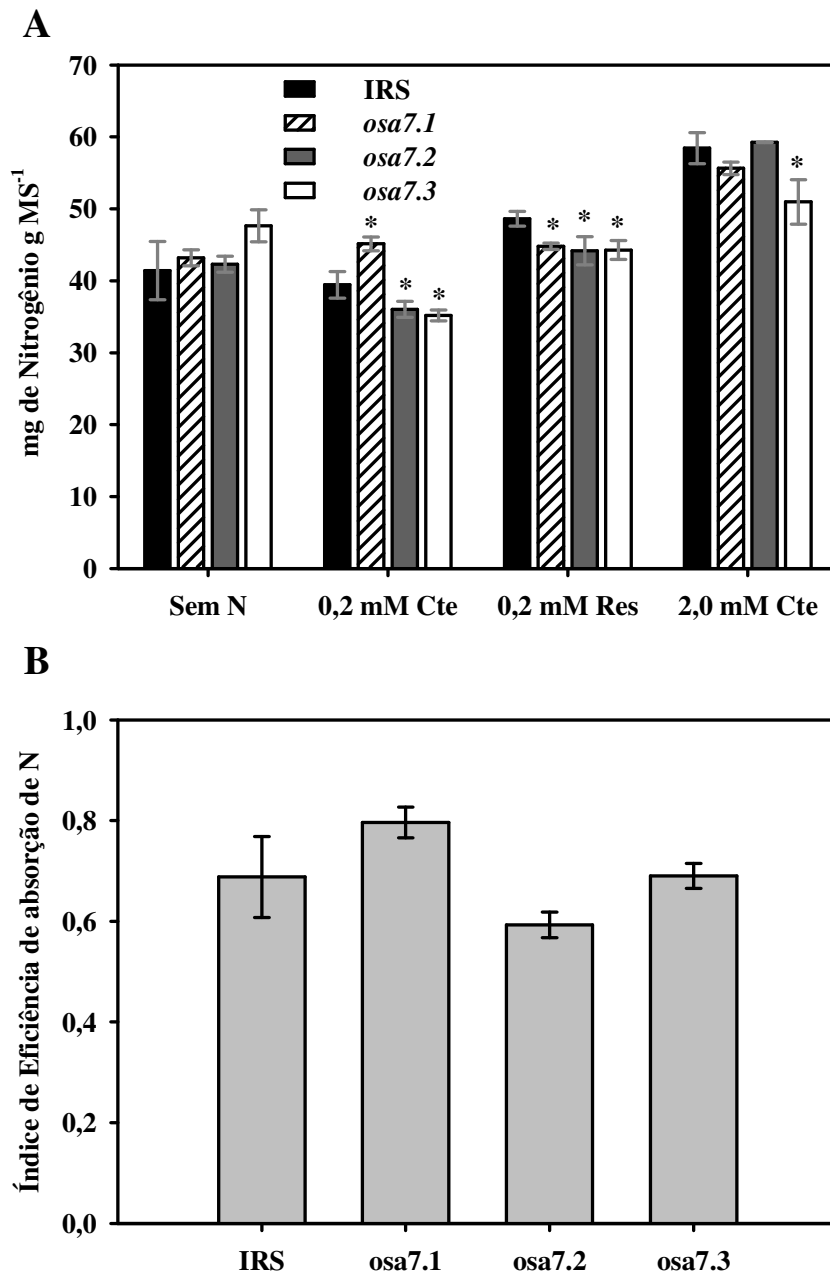 A
mg de Nitrogênio g MS-1
70
60
50
40
30
20
10
0
IRS
osa7.1
osa7.2
osa7.3
*
*
*
*
*
*
*
Sem N
0,2 mM Cte
0,2 mM Res
2,0 mM Cte
B
Índice de Eficiência de absorção de N
1,0
0,8
0,6
0,4
0,2
0,0
IRS
osa7.1
osa7.2
osa7.3